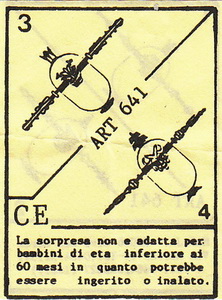 3
ART 641
4
CE
La sorpresa non e adatta per
bambini di eta inferiore ai
60 mesi in quanto potrebbe
essere ingerito o inalato.